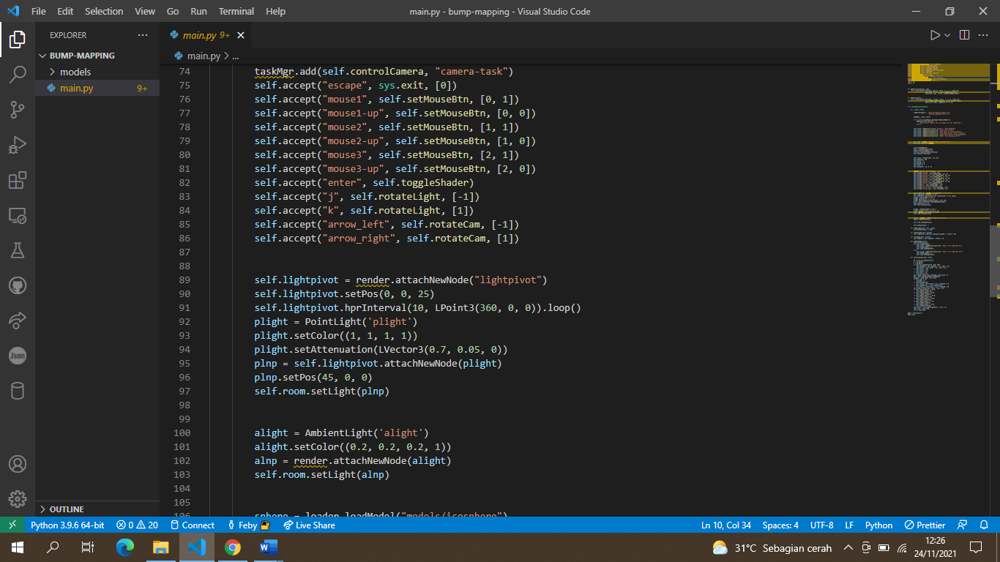 File Edit Selection View Go Run Terminal Help main.py - bump-mapping - Visual Studio Code
EXPLORER
BUMP-MAPPING
models
main.py 9+
OUTLINE
main.py 9+
main.py > ...
74 taskMgr.add(self.controlCamera, "camera-task")
75 self.accept("escape", sys.exit, [0])
76 self.accept("mouse1", self.setMouseBtn, [0, 1])
77 self.accept("mouse1-up", self.setMouseBtn, [0, 0])
78 self.accept("mouse2", self.setMouseBtn, [1, 1])
79 self.accept("mouse2-up", self.setMouseBtn, [1, 0])
80 self.accept("mouse3", self.setMouseBtn, [2, 1])
81 self.accept("mouse3-up", self.setMouseBtn, [2, 0])
82 self.accept("enter", self.toggleShader)
83 self.accept("j", self.rotateLight, [-1])
84 self.accept("k", self.rotateLight, [1])
85 self.accept("arrow_left", self.rotateCam, [-1])
86 self.accept("arrow_right", self.rotateCam, [1])
87
88
89 self.lightpivot = render.attachNewNode("lightpivot")
90 self.lightpivot.setPos(0, 0, 25)
91 self.lightpivot.hprInterval(10, LPoint3(360, 0, 0)).loop()
92 plight = PointLight('plight')
93 plight.setColor((1, 1, 1, 1))
94 plight.setAttenuation(LVector3(0.7, 0.05, 0))
95 plnp = self.lightpivot.attachNewNode(plight)
96 plnp.setPos(45, 0, 0)
97 self.room.setLight(plnp)
98
99
100 alight = AmbientLight('alight')
101 alight.setColor((0.2, 0.2, 0.2, 1))
102 alnp = render.attachNewNode(alight)
103 self.room.setLight(alnp)
104
105
106 sphere = loader.loadModel("models/icosphere")
Json
Python 3.9.6 64-bit 0 20 Connect Feby Live Share Ln 10, Col 34 Spaces: 4 UTF-8 LF Python Prettier
31°C Sebagian cerah 12:26
24/11/2021